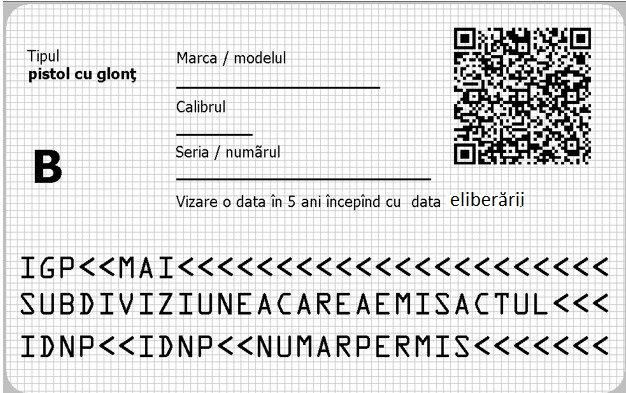 Tipul
pistol cu glonţ
B
Marca / modelul
Calibrul
Seria / numãrul
Vizare o data în 5 ani începînd cu data eliberării
IGP<<MAI<<<<<<<<<<<<<<<<<<<<<<
SUBDIVIZIUNEACAREAEMISACTUL<<<
IDNP<<IDNP<<NUMARPERMIS<<<<<<<